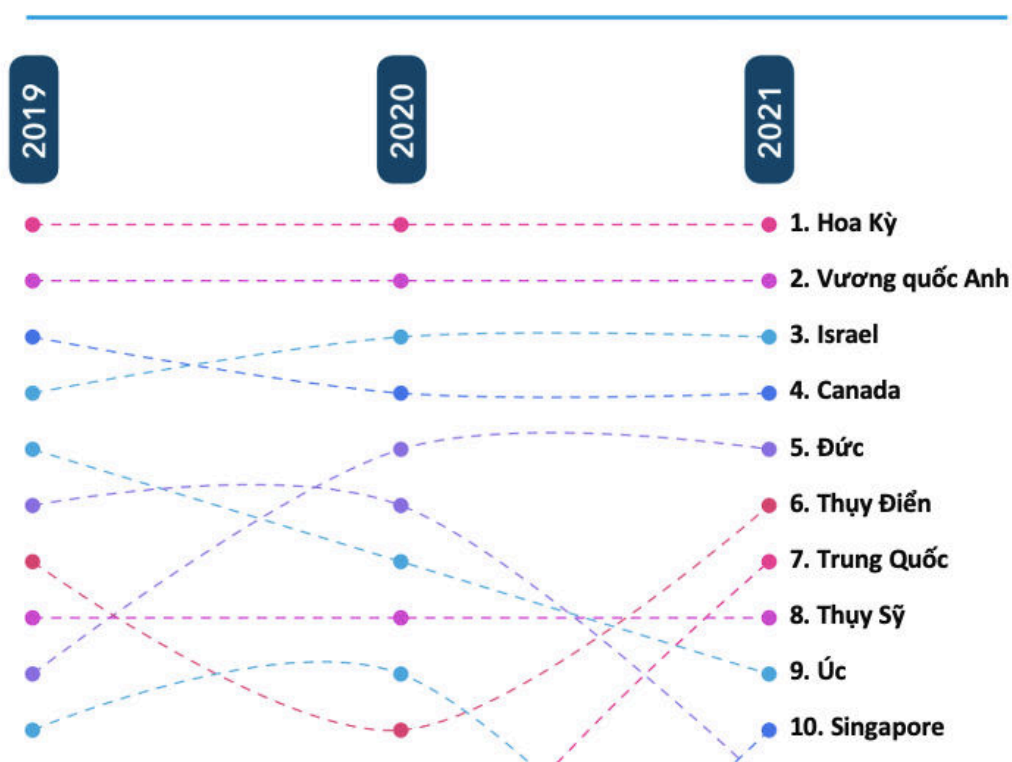 2019
2020
2021
1. Hoa Kỳ
2. Vương quốc Anh
3. Israel
4. Canada
5. Đức
6. Thụy Điển
7. Trung Quốc
8. Thụy Sỹ
9. Úc
10. Singapore